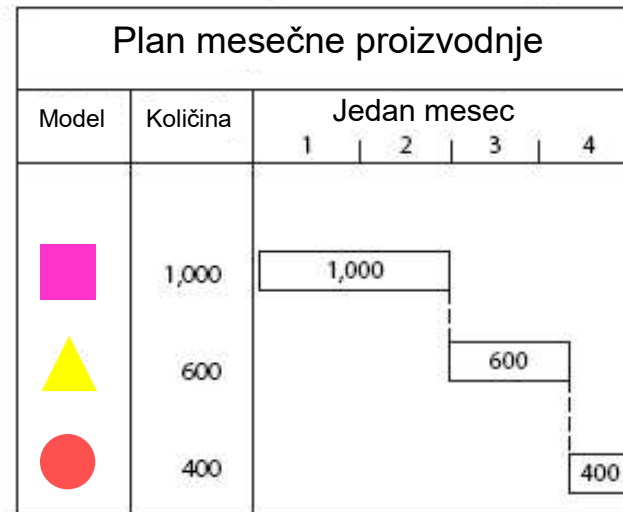 Plan mesečne proizvodnje
Model Količina Jedan mesec
1 2 3 4
1,000 1,000
600 600
400 400